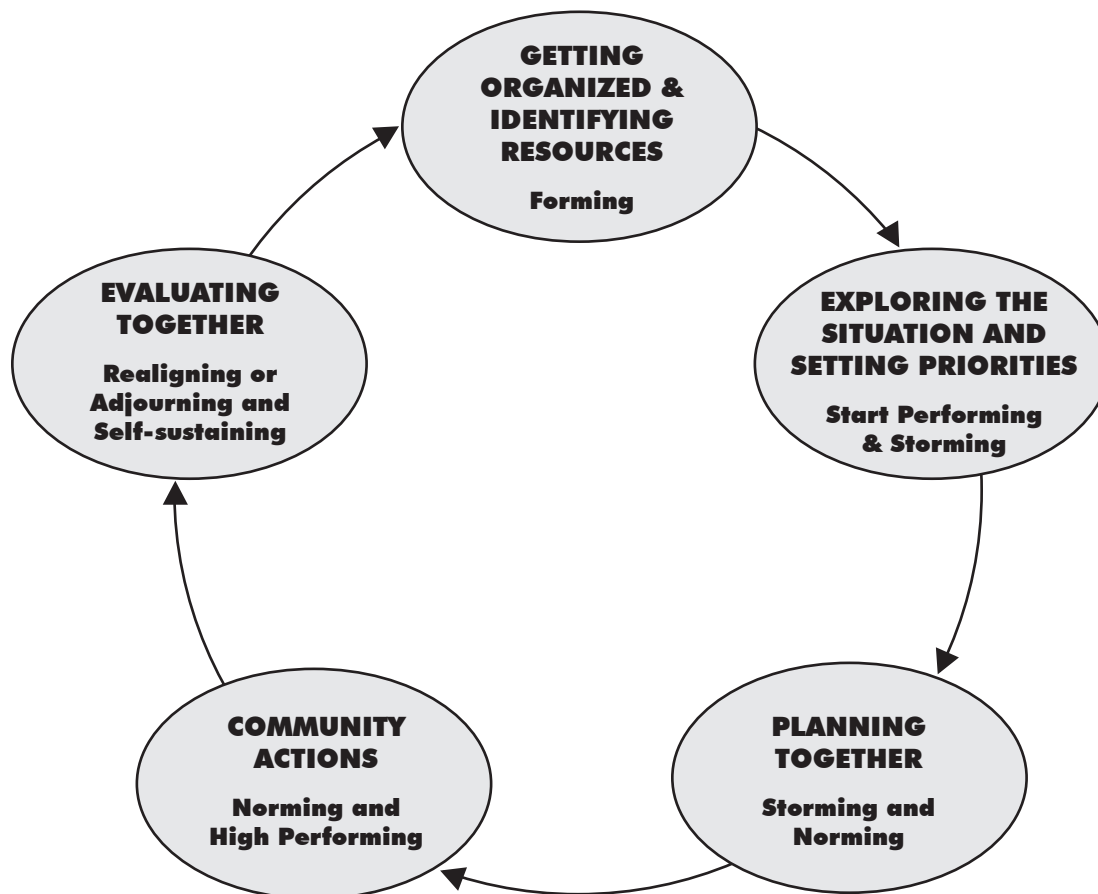 GETTING
ORGANIZED &
IDENTIFYING
RESOURCES
Forming
EXPLORING THE
SITUATION AND
SETTING PRIORITIES
Start Performing
& Storming
PLANNING
TOGETHER
Storming and
Norming
COMMUNITY
ACTIONS
Norming and
High Performing
EVALUATING
TOGETHER
Realigning or
Adjourning and
Self-sustaining